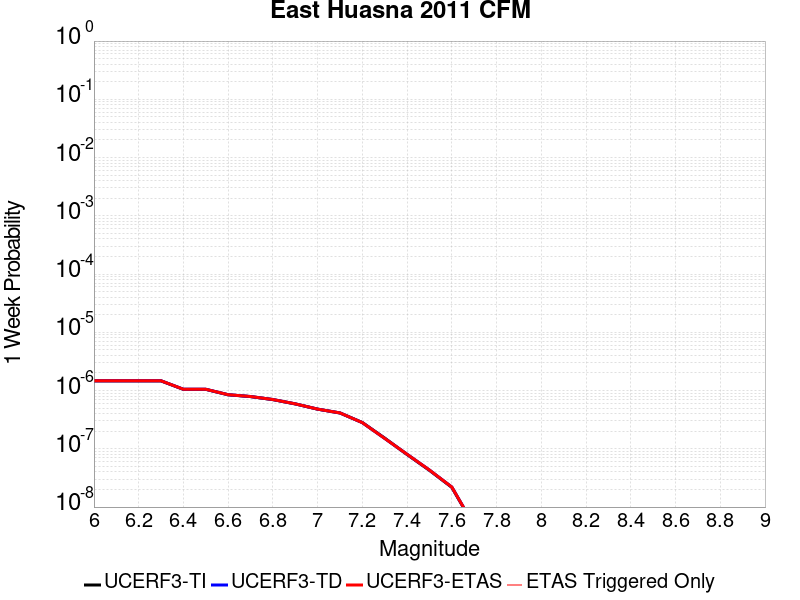 East Huasna 2011 CFM
10 0
10 -1
10 -2
10 -3
10 -4
10 -5
10 -6
10 -7
10 -8
1 Week Probability
6 6.2 6.4 6.6 6.8 7 7.2 7.4 7.6 7.8 8 8.2 8.4 8.6 8.8 9
Magnitude
UCERF3-TI UCERF3-TD UCERF3-ETAS ETAS Triggered Only